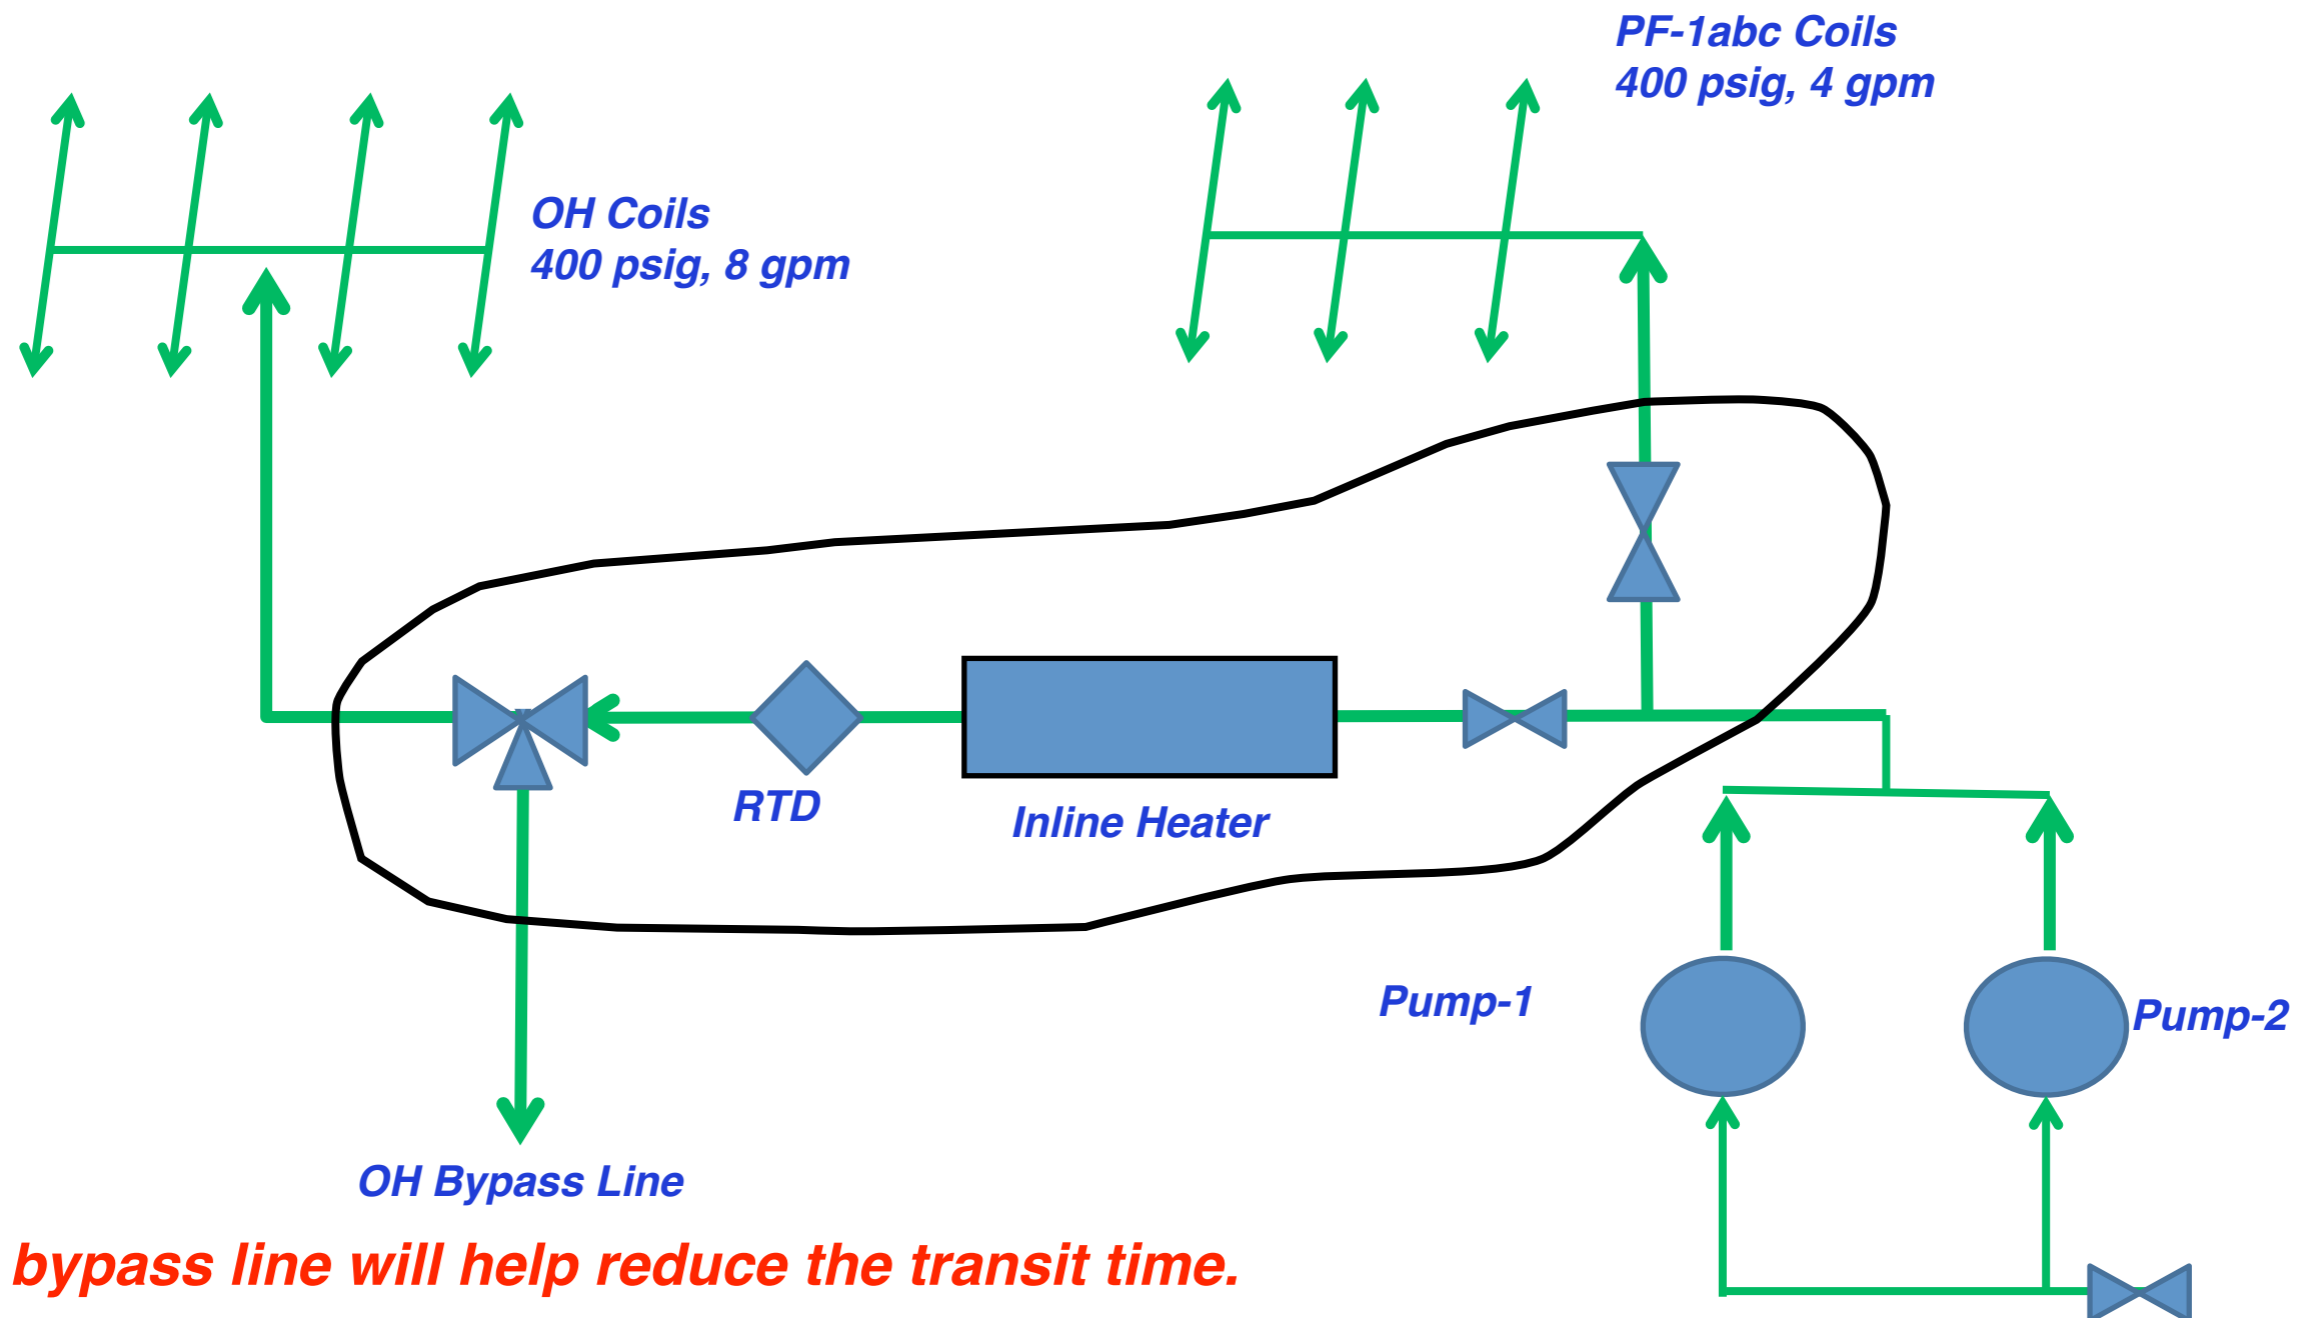 PF-1abc Coils
400 psig, 4 gpm
OH Coils
400 psig, 8 gpm
RTD
Inline Heater
Pump-1
Pump-2
OH Bypass Line
bypass line will help reduce the transit time.